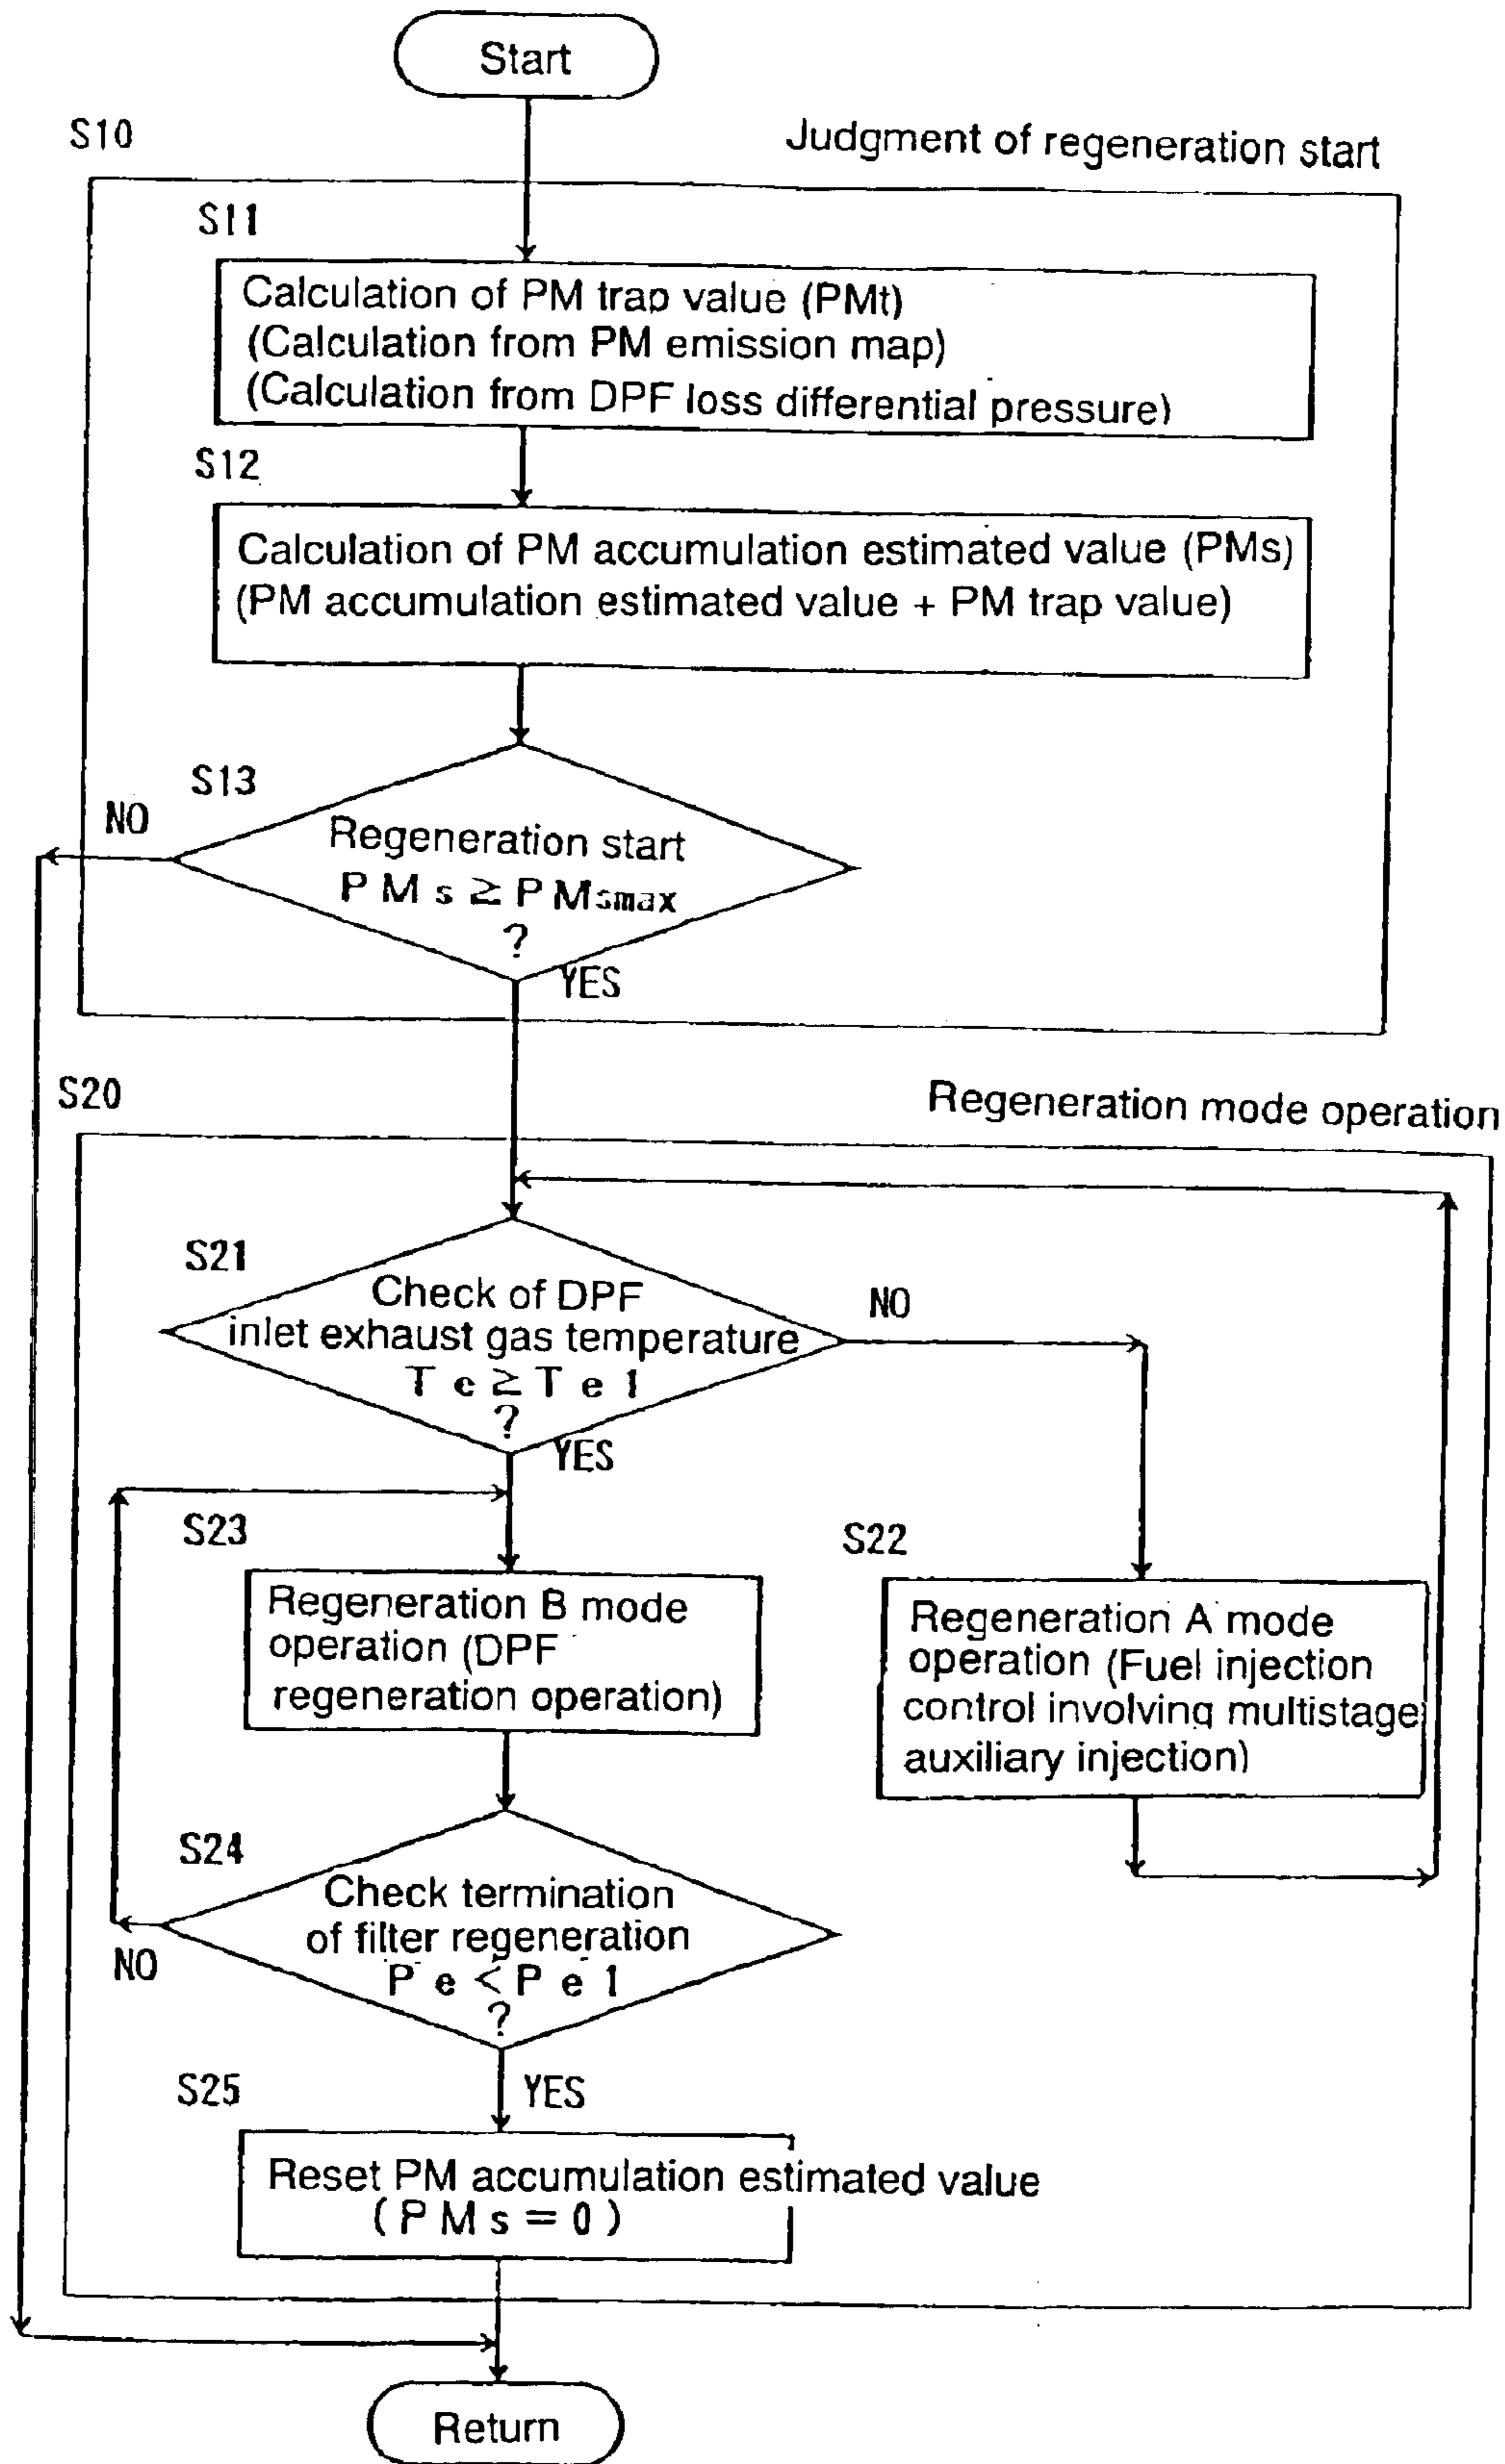 Start
S10
Judgment of regeneration start
S11
Calculation of PM trap value (PMt)
(Calculation from PM emission map)
(Calculation from DPF loss differential pressure)
S12
Calculation of PM accumulation estimated value (PMs)
(PM accumulation estimated value + PM trap value)
S13
NO
Regeneration start
PMs ≥ PMsmax
?
YES
S20
Regeneration mode operation
S21
Check of DPF
inlet exhaust gas temperature
Te ≥ Te1
?
NO
YES
S23
Regeneration B mode
operation (DPF
regeneration operation)
S22
Regeneration A mode
operation (Fuel injection
control involving multistage
auxiliary injection)
S24
Check termination
of filter regeneration
Pe < Pe1
?
NO
YES
S25
Reset PM accumulation estimated value
(PMs = 0)
Return